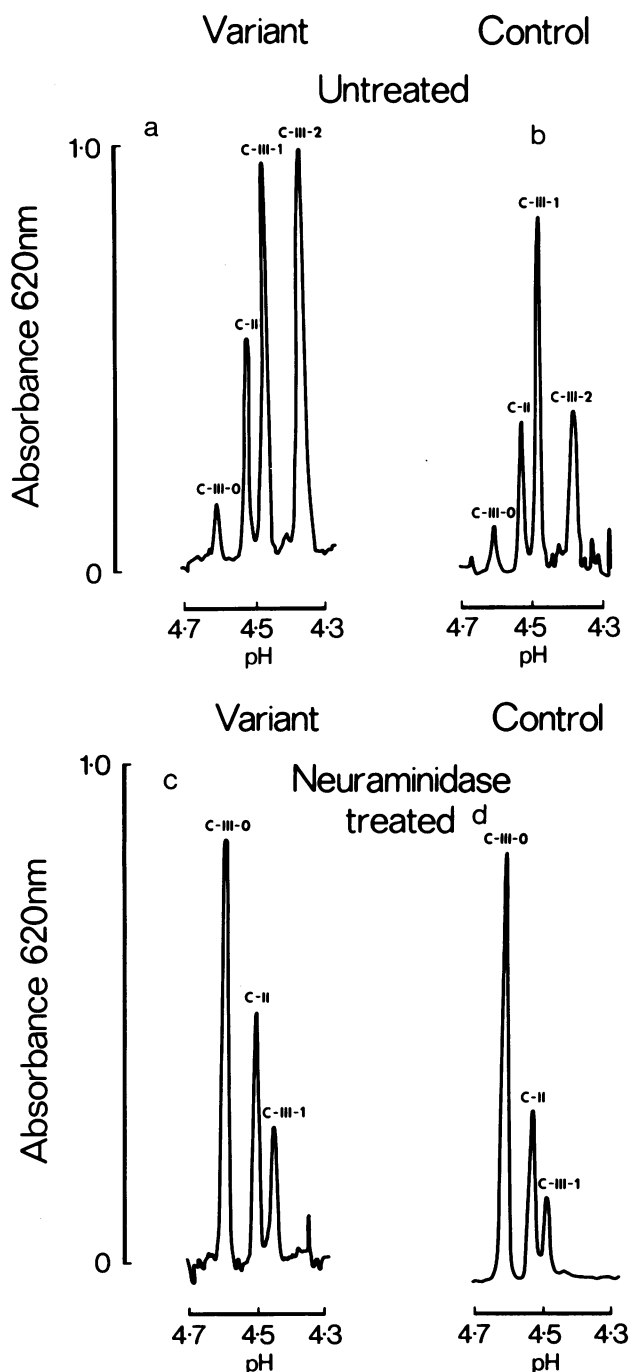 Variant Control
Untreated
a b
1·0
C-III-1 C-III-2
C-III-1
C-II
C-III-2
C-II
C-III-0
C-III-0
Absorbance 620nm
0
4·7 4·5 4·3
pH
4·7 4·5 4·3
pH
Variant Control
1·0
c Neuraminidase
treated d
C-III-0
C-III-0
C-II
C-II
C-III-1
C-III-1
Absorbance 620nm
0
4·7 4·5 4·3
pH
4·7 4·5 4·3
pH